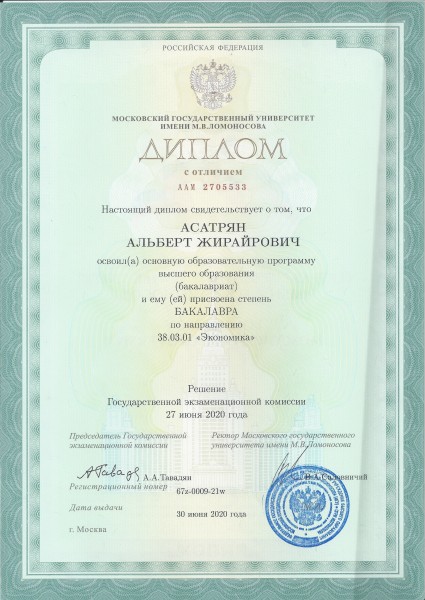 РОССИЙСКАЯ ФЕДЕРАЦИЯ
МОСКОВСКИЙ ГОСУДАРСТВЕННЫЙ УНИВЕРСИТЕТ
ИМЕНИ М.В.ЛОМОНОСОВА
ДИПЛОМ
с отличием
ААМ 2705533
Настоящий диплом свидетельствует о том, что
АСАТРЯН
АЛЬБЕРТ ЖИРАЙРОВИЧ
освоил(а) основную образовательную программу
высшего образования
(бакалавриат)
и ему (ей) присвоена степень
БАКАЛАВРА
по направлению
38.03.01 «Экономика»
Решение
Государственной экзаменационной комиссии
27 июня 2020 года
Председатель Государственной
экзаменационной комиссии
Ректор Московского государственного
университета имени М.В.Ломоносова
А.А.Тавадян
Регистрационный номер
67z-0009-21w
Дата выдачи
30 июня 2020 года
г. Москва